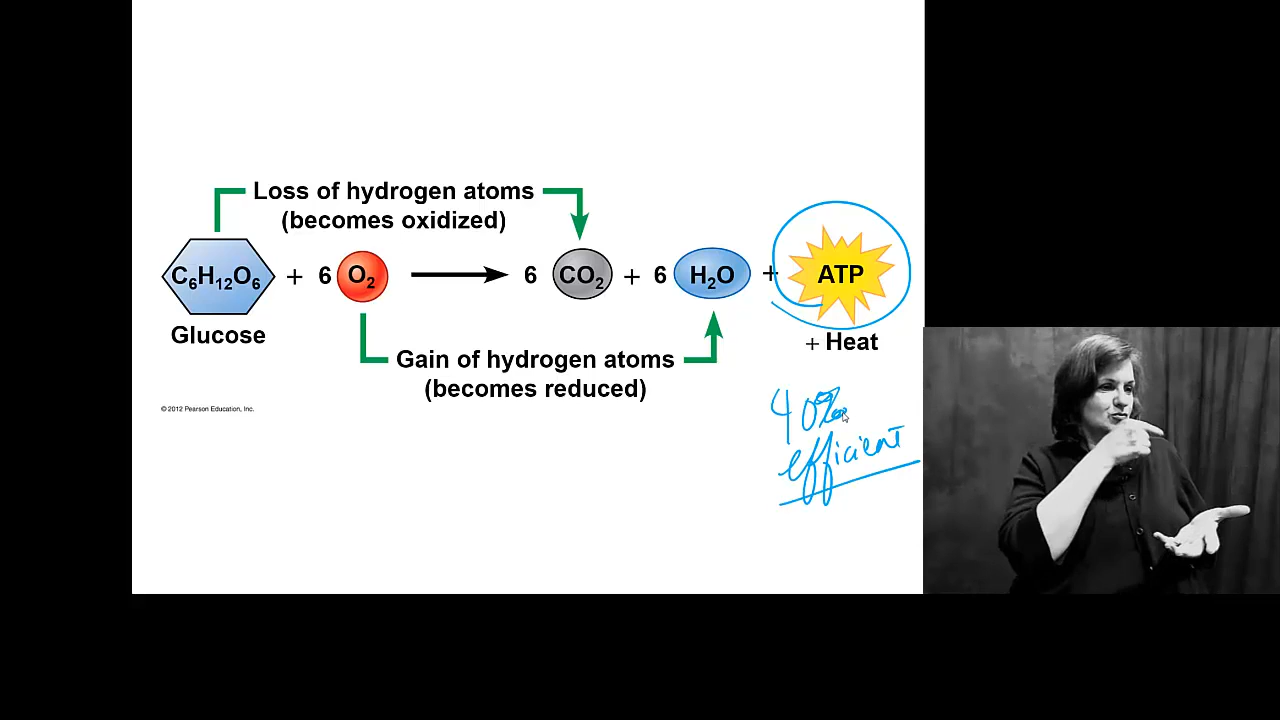 Loss of hydrogen atoms
(becomes oxidized)
C₆H₁₂O₆ + 6 O₂ → 6 CO₂ + 6 H₂O + ATP
Glucose
+ Heat
Gain of hydrogen atoms
(becomes reduced)
© 2012 Pearson Education, Inc.
40%
efficient